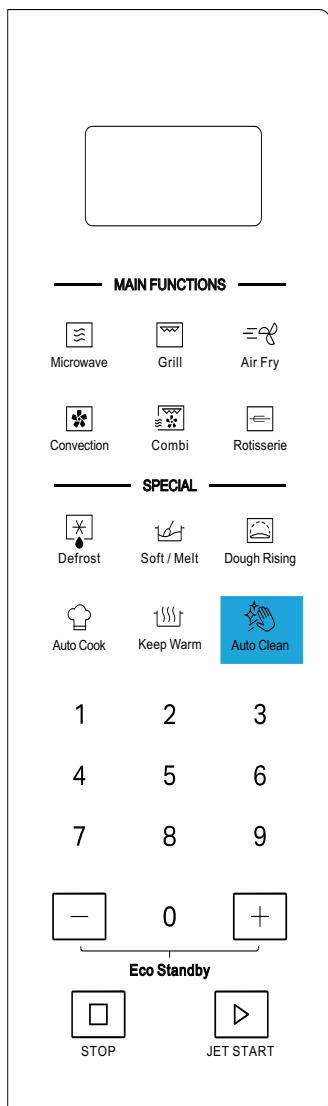 MAIN FUNCTIONS
Microwave Grill Air Fry
Convection Combi Rotisserie
SPECIAL
Defrost Soft / Melt Dough Rising
Auto Cook Keep Warm Auto Clean
1 2 3
4 5 6
7 8 9
- 0 +
Eco Standby
STOP JET START